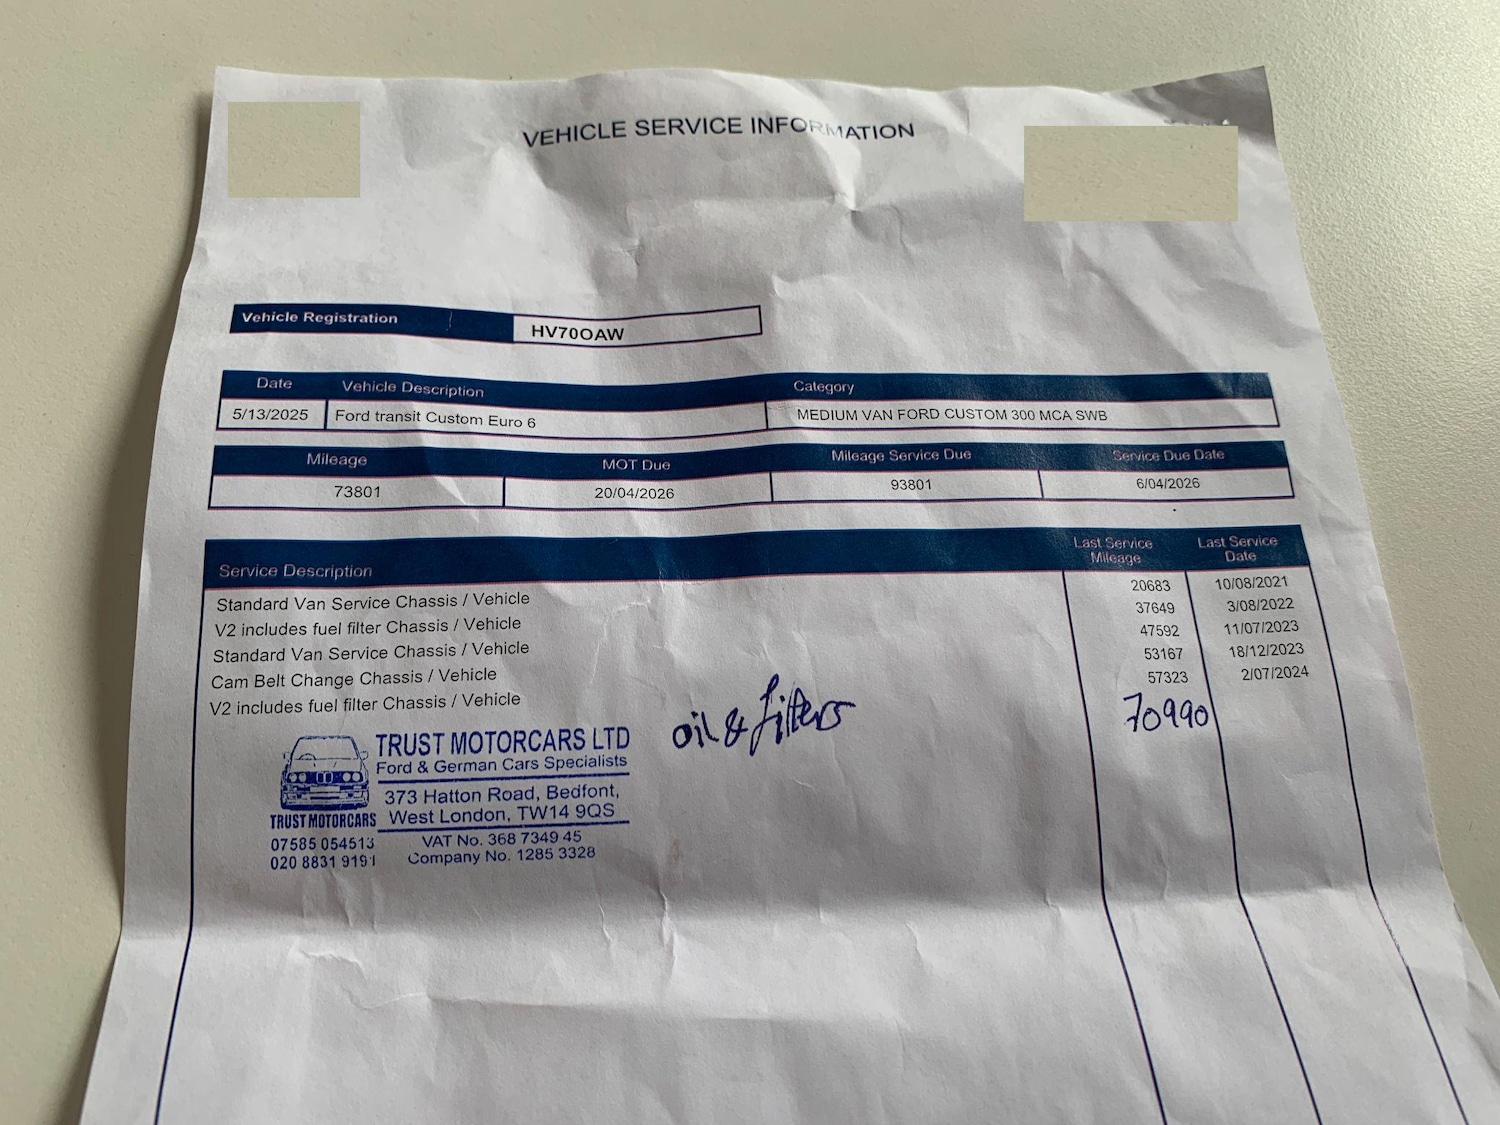 VEHICLE SERVICE INFORMATION
Vehicle Registration HV70OAW
Date Vehicle Description Category
5/13/2025 Ford transit Custom Euro 6 MEDIUM VAN FORD CUSTOM 300 MCA SWB
Mileage MOT Due Mileage Service Due Service Due Date
73801 20/04/2026 93801 6/04/2026
Service Description Last Service Mileage Last Service Date
Standard Van Service Chassis / Vehicle 20683 10/08/2021
V2 includes fuel filter Chassis / Vehicle 37649 3/08/2022
Standard Van Service Chassis / Vehicle 47592 11/07/2023
Cam Belt Change Chassis / Vehicle 53167 18/12/2023
V2 includes fuel filter Chassis / Vehicle 57323 2/07/2024
oil & filters 70990
TRUST MOTORCARS LTD
Ford & German Cars Specialists
373 Hatton Road, Bedfont,
West London, TW14 9QS
TRUST MOTORCARS
07585 054513 VAT No. 368 7349 45
020 8831 9191 Company No. 1285 3328